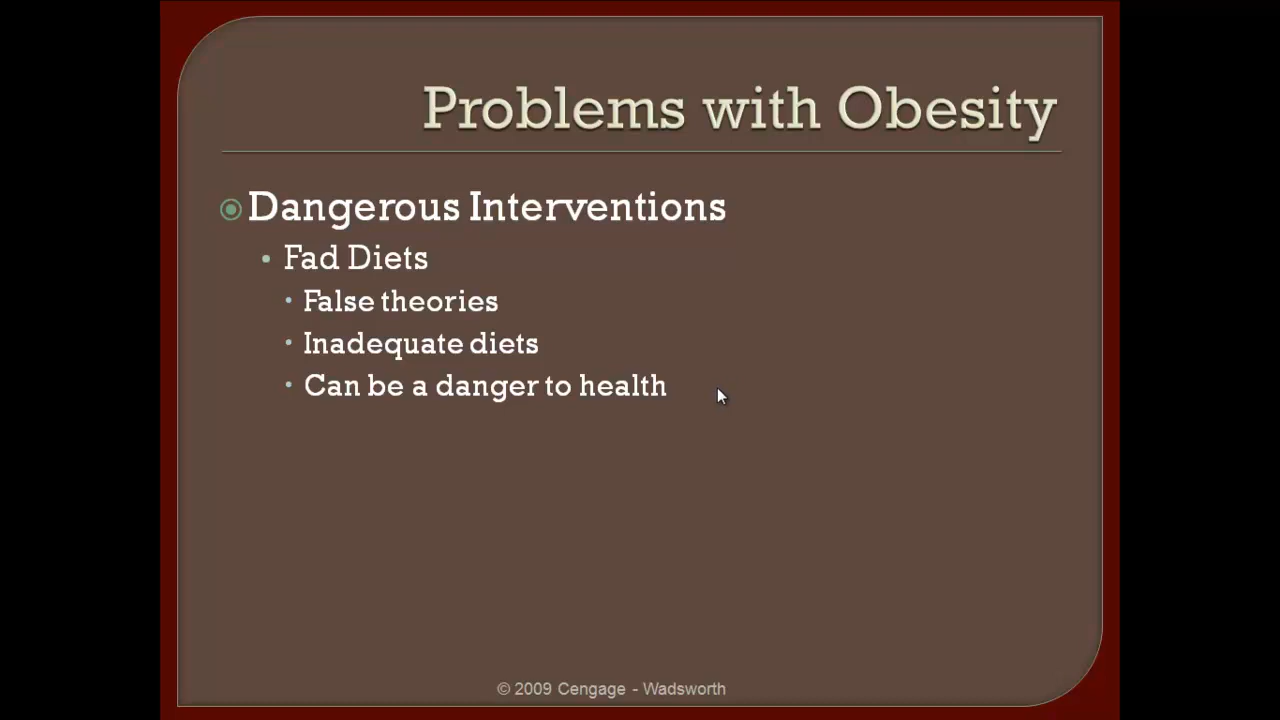 Problems with Obesity
Dangerous Interventions
Fad Diets
False theories
Inadequate diets
Can be a danger to health
© 2009 Cengage - Wadsworth